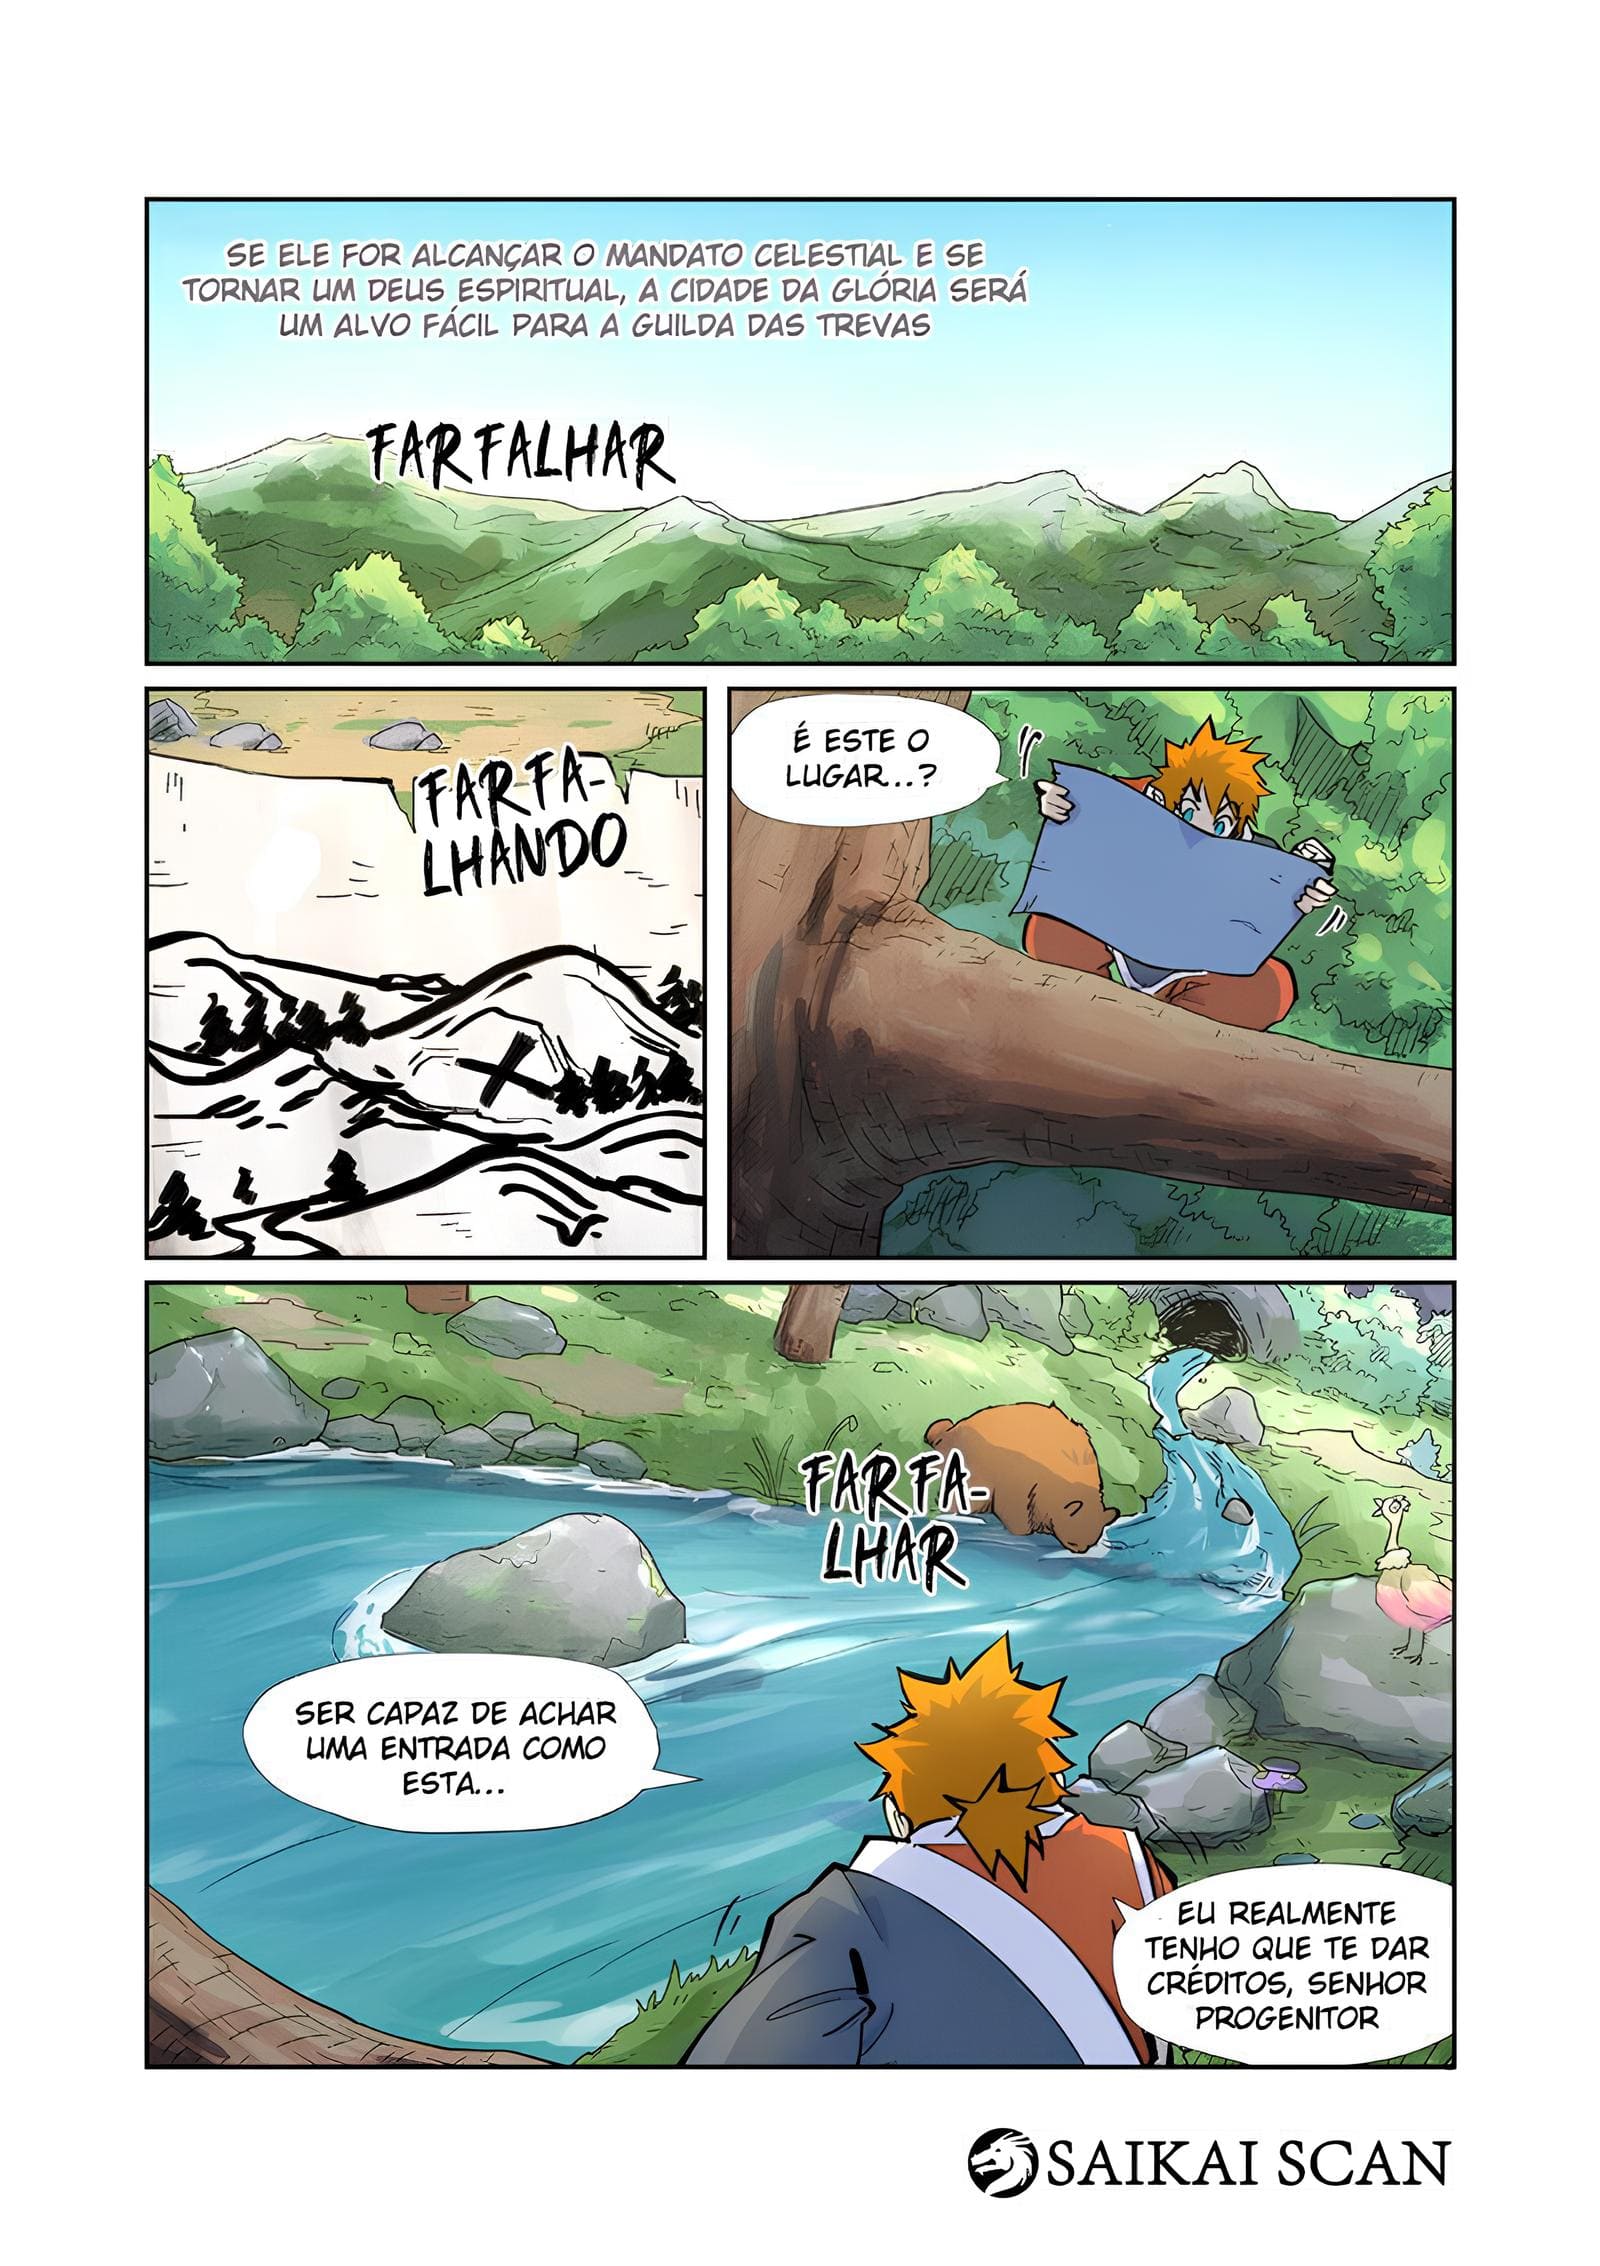 SE ELE FOR ALCANÇAR O MANDATO CELESTIAL E SE
TORNAR UM DEUS ESPIRITUAL, A CIDADE DA GLÓRIA SERÁ
UM ALVO FÁCIL PARA A GUILDA DAS TREVAS
FARFALHAR
FARFA-
LHANDO
É ESTE O
LUGAR...?
FARFA-
LHAR
SER CAPAZ DE ACHAR
UMA ENTRADA COMO
ESTA...
EU REALMENTE
TENHO QUE TE DAR
CRÉDITOS, SENHOR
PROGENITOR
SAIKAI SCAN